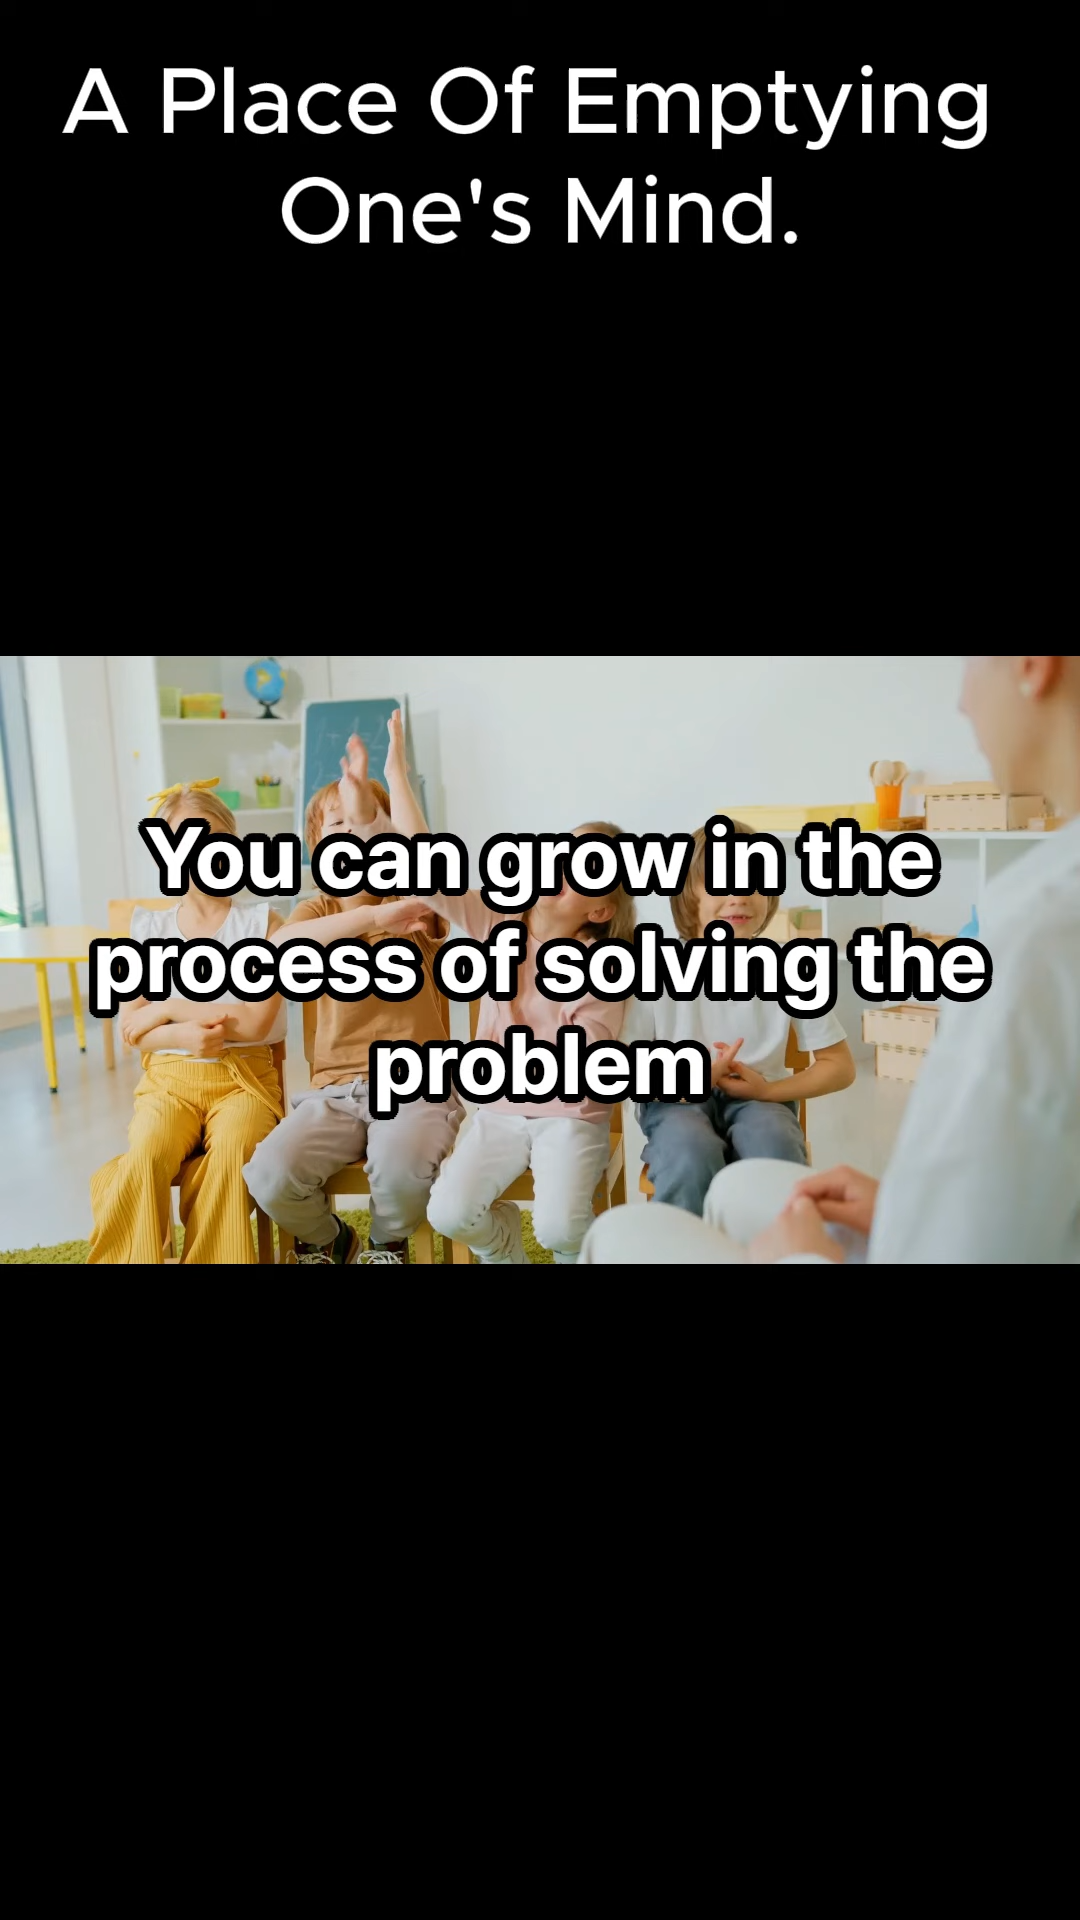 A Place Of Emptying
One's Mind.
You can grow in the
process of solving the
problem